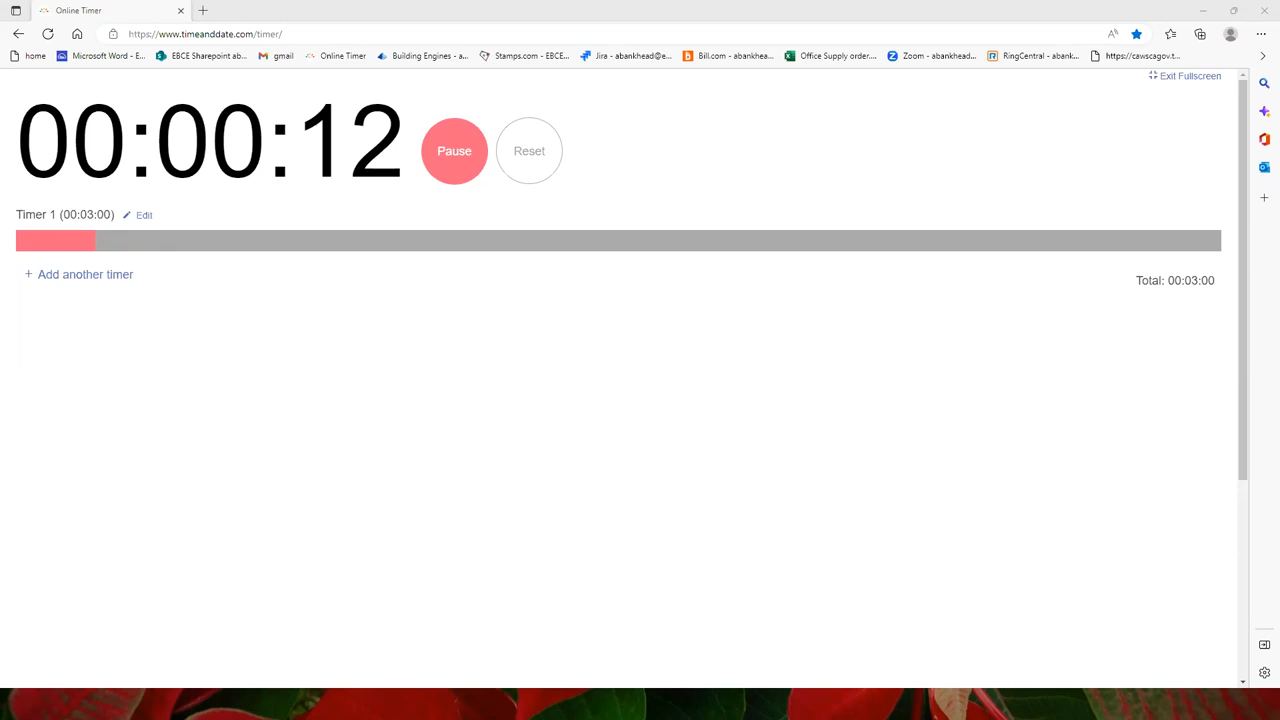 Online Timer
https://www.timeanddate.com/timer/
home Microsoft Word - E... EBCE Sharepoint ab... gmail Online Timer Building Engines - a... Stamps.com - EBCE... Jira - abankhead@e... Bill.com - abankhea... Office Supply order.... Zoom - abankhead... RingCentral - abank... https://cawscagov.t...
Exit Fullscreen
00:00:12 Pause Reset
Timer 1 (00:03:00) Edit
+ Add another timer
Total: 00:03:00